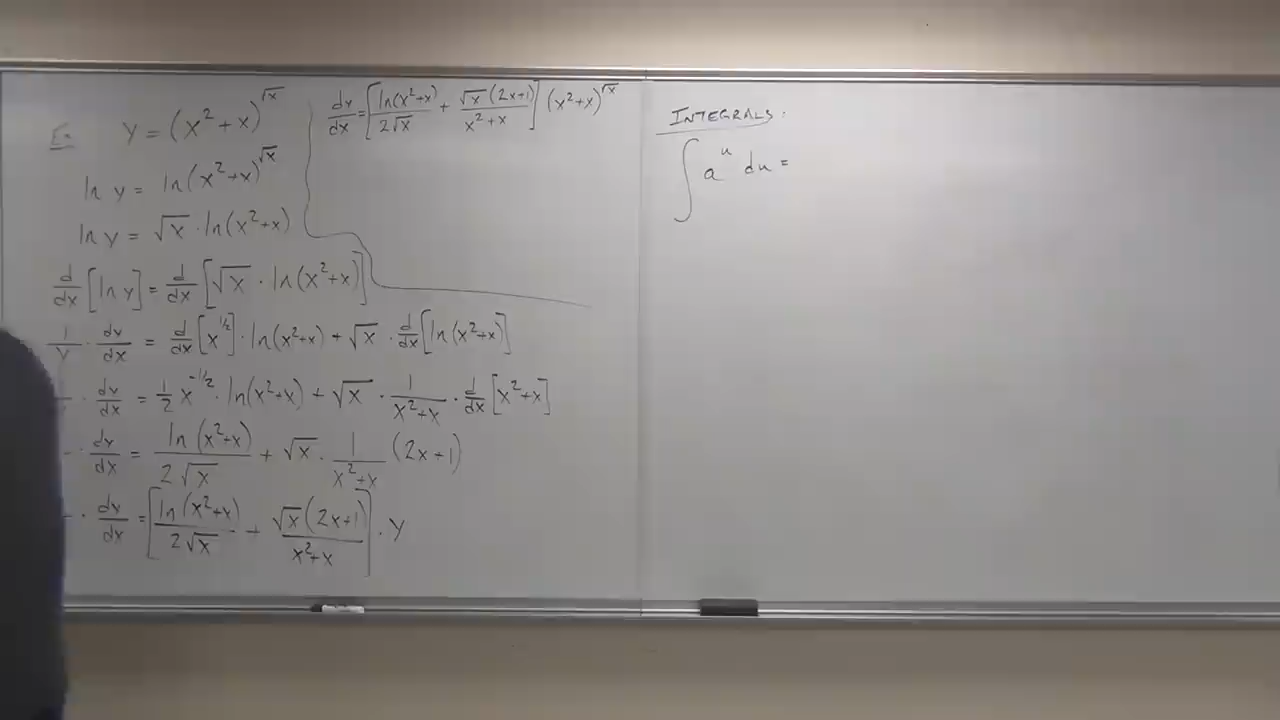 Ex y = (x² + x)^√x
ln y = ln(x² + x)^√x
ln y = √x · ln(x² + x)
d/dx [ln y] = d/dx [√x · ln(x² + x)]
1/y · dy/dx = d/dx [x^1/2] · ln(x² + x) + √x · d/dx [ln(x² + x)]
· dy/dx = 1/2 x^-1/2 · ln(x² + x) + √x · 1/(x² + x) · d/dx [x² + x]
· dy/dx = ln(x² + x)/(2√x) + √x · 1/(x² + x) (2x + 1)
· dy/dx = [ln(x² + x)/(2√x) + √x(2x + 1)/(x² + x)] · y
dy/dx = [ln(x² + x)/(2√x) + √x(2x + 1)/(x² + x)] (x² + x)^√x
INTEGRALS:
∫ a^u du =